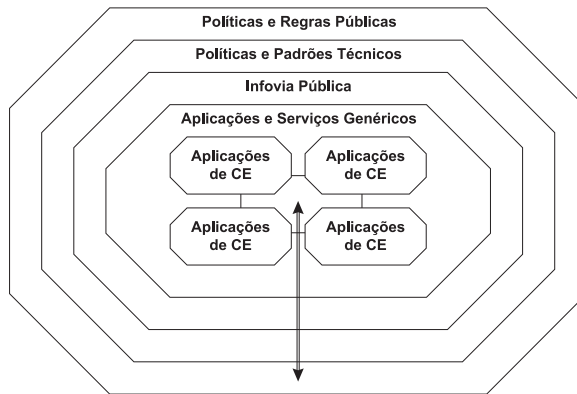 Políticas e Regras Públicas
Políticas e Padrões Técnicos
Infovia Pública
Aplicações e Serviços Genéricos
Aplicações
de CE
Aplicações
de CE
Aplicações
de CE
Aplicações
de CE